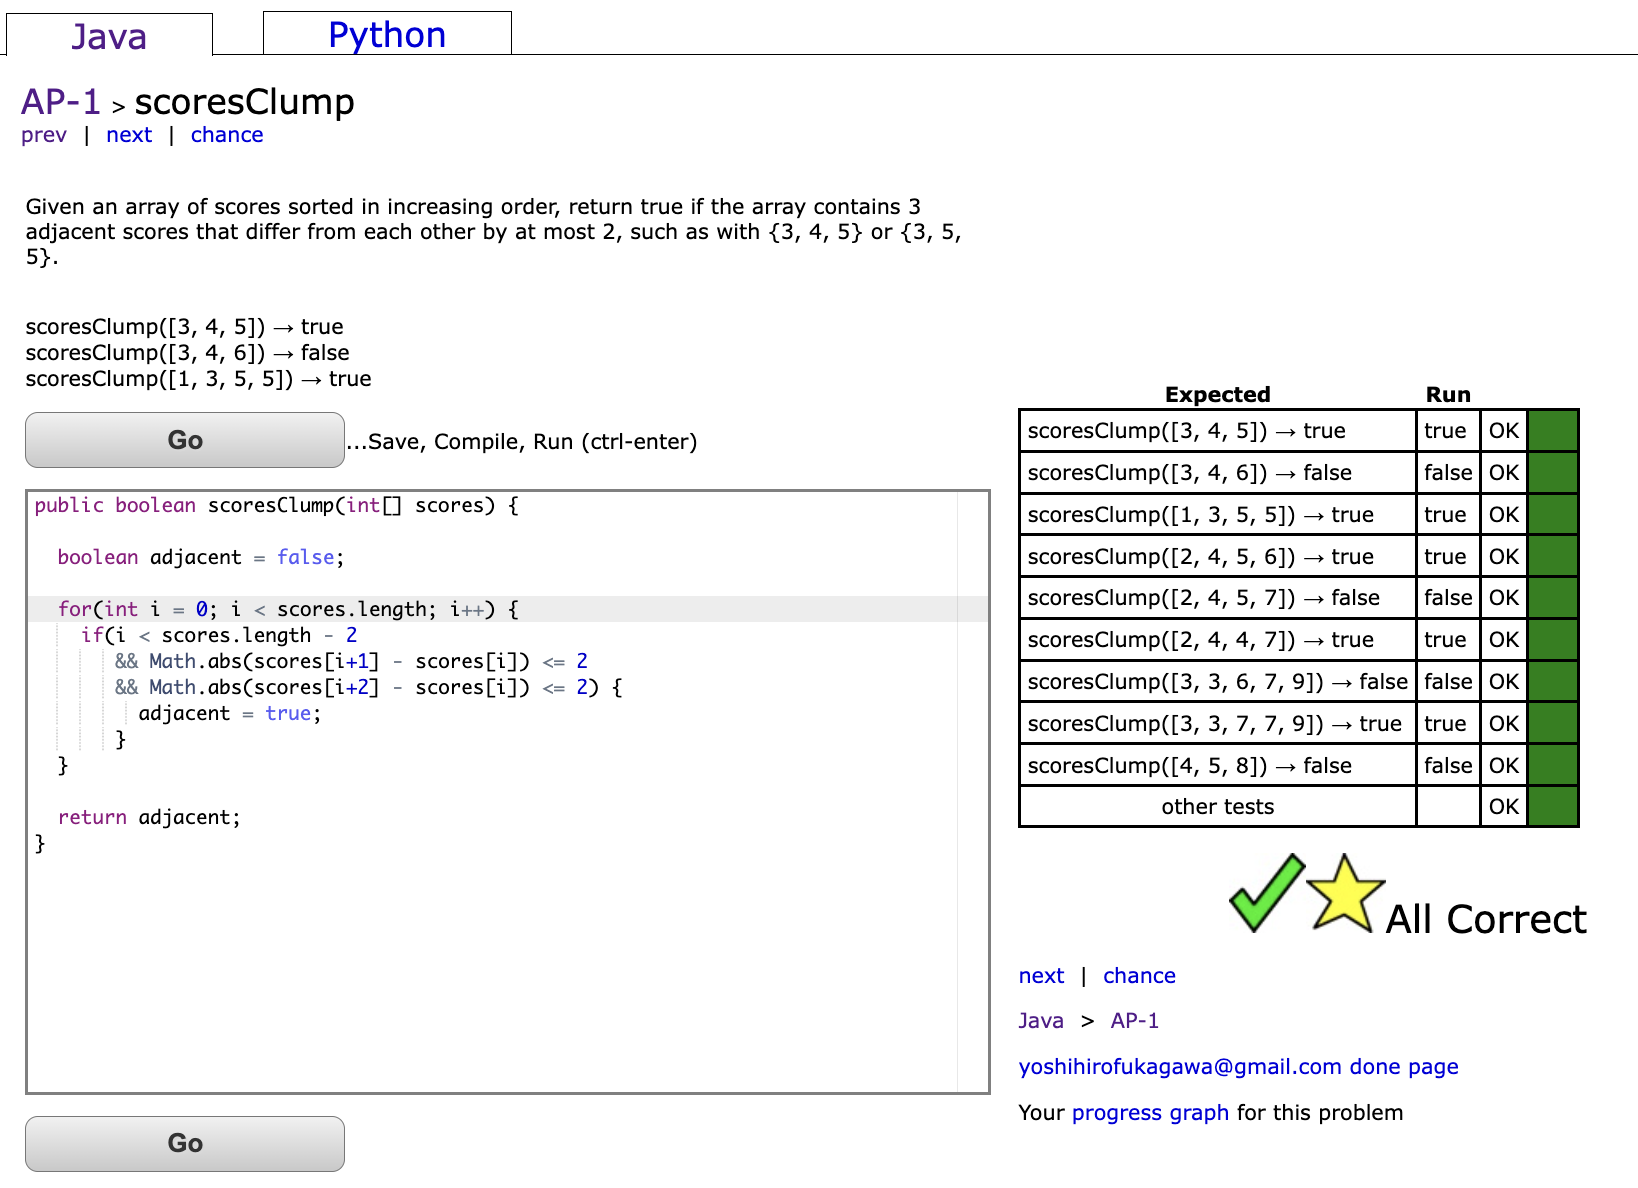 Java
Python
AP-1 > scoresClump
prev | next | chance
Given an array of scores sorted in increasing order, return true if the array contains 3
adjacent scores that differ from each other by at most 2, such as with {3, 4, 5} or {3, 5,
5}.
scoresClump([3, 4, 5]) → true
scoresClump([3, 4, 6]) → false
scoresClump([1, 3, 5, 5]) → true
Go
...Save, Compile, Run (ctrl-enter)
public boolean scoresClump(int[] scores) {
boolean adjacent = false;
for(int i = 0; i < scores.length; i++) {
if(i < scores.length - 2
&& Math.abs(scores[i+1] - scores[i]) <= 2
&& Math.abs(scores[i+2] - scores[i]) <= 2) {
adjacent = true;
}
}
return adjacent;
}
Go
Expected Run
scoresClump([3, 4, 5]) → true true OK
scoresClump([3, 4, 6]) → false false OK
scoresClump([1, 3, 5, 5]) → true true OK
scoresClump([2, 4, 5, 6]) → true true OK
scoresClump([2, 4, 5, 7]) → false false OK
scoresClump([2, 4, 4, 7]) → true true OK
scoresClump([3, 3, 6, 7, 9]) → false false OK
scoresClump([3, 3, 7, 7, 9]) → true true OK
scoresClump([4, 5, 8]) → false false OK
other tests OK
All Correct
next | chance
Java > AP-1
yoshihirofukagawa@gmail.com done page
Your progress graph for this problem